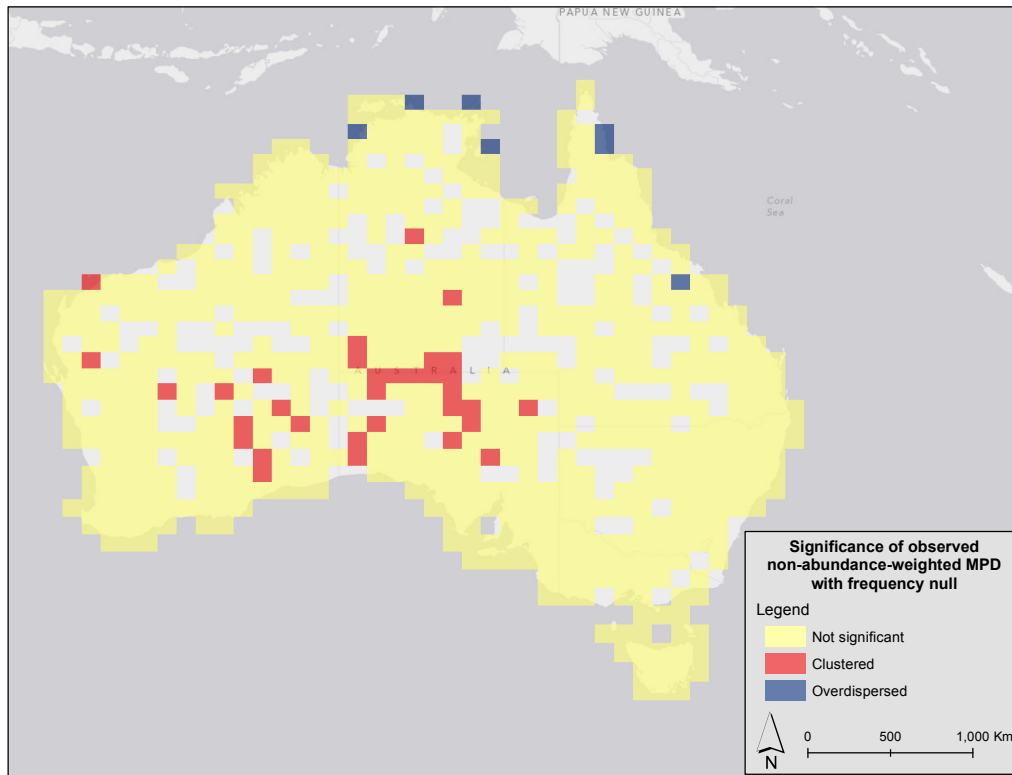 PAPUA NEW GUINEA
Coral
Sea
AUSTRALIA
Significance of observed
non-abundance-weighted MPD
with frequency null
Legend
Not significant
Clustered
Overdispersed
N
0 500 1,000 Km